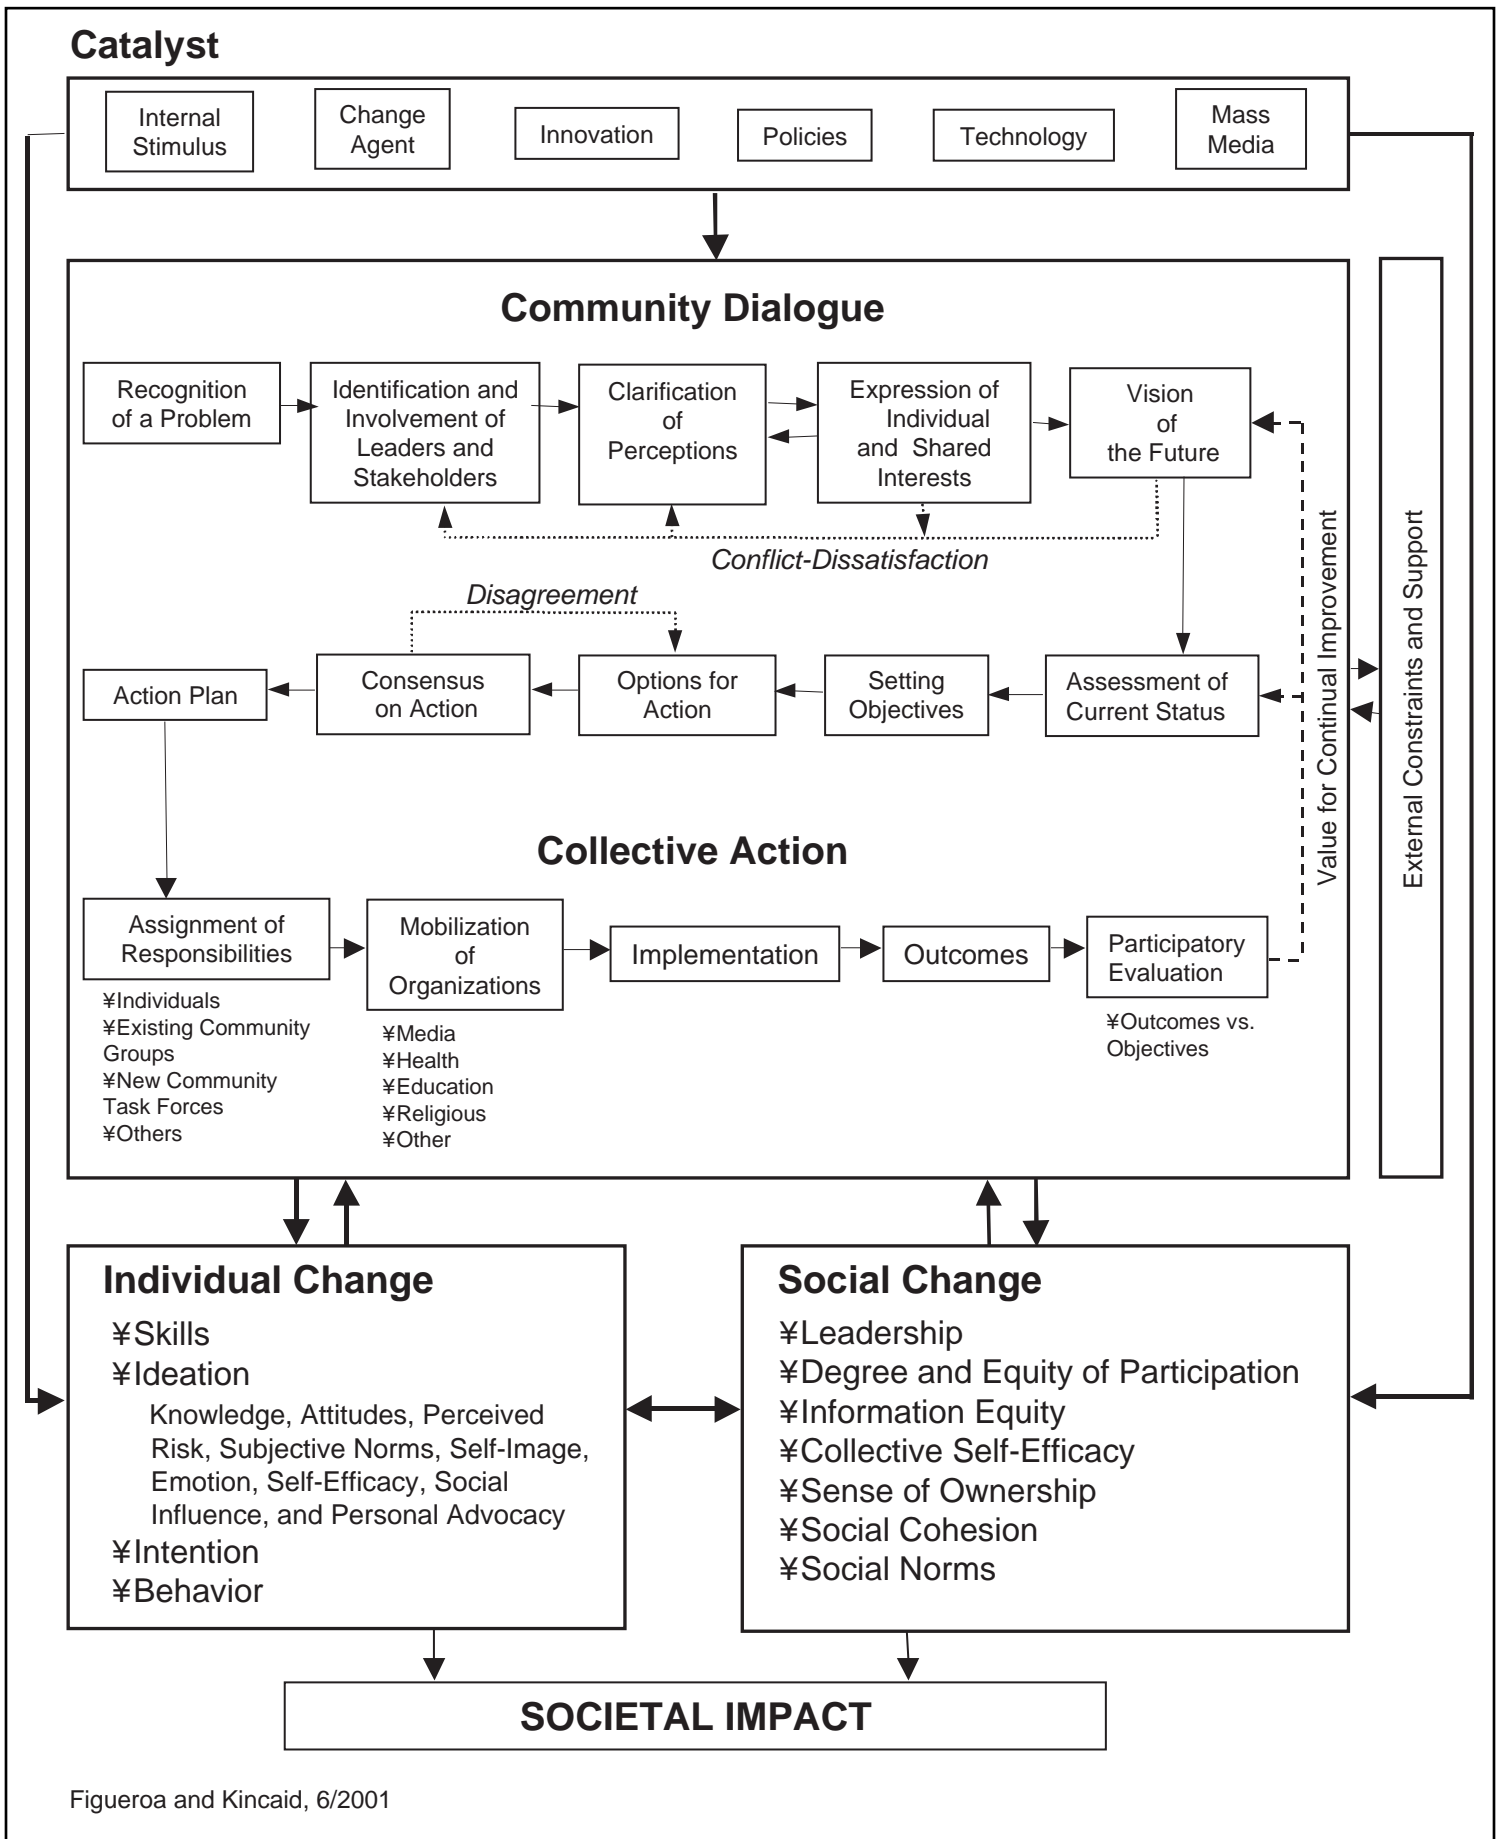 Catalyst
Internal
Stimulus
Change
Agent
Innovation
Policies
Technology
Mass
Media
Community Dialogue
Recognition
of a Problem
Identification and
Involvement of
Leaders and
Stakeholders
Clarification
of
Perceptions
Expression of
Individual
and Shared
Interests
Vision
of
the Future
Conflict-Dissatisfaction
Disagreement
Action Plan
Consensus
on Action
Options for
Action
Setting
Objectives
Assessment of
Current Status
Value for Continual Improvement
External Constraints and Support
Collective Action
Assignment of
Responsibilities
¥Individuals
¥Existing Community
Groups
¥New Community
Task Forces
¥Others
Mobilization
of
Organizations
¥Media
¥Health
¥Education
¥Religious
¥Other
Implementation
Outcomes
Participatory
Evaluation
¥Outcomes vs.
Objectives
Individual Change
¥Skills
¥Ideation
Knowledge, Attitudes, Perceived
Risk, Subjective Norms, Self-Image,
Emotion, Self-Efficacy, Social
Influence, and Personal Advocacy
¥Intention
¥Behavior
Social Change
¥Leadership
¥Degree and Equity of Participation
¥Information Equity
¥Collective Self-Efficacy
¥Sense of Ownership
¥Social Cohesion
¥Social Norms
SOCIETAL IMPACT
Figueroa and Kincaid, 6/2001